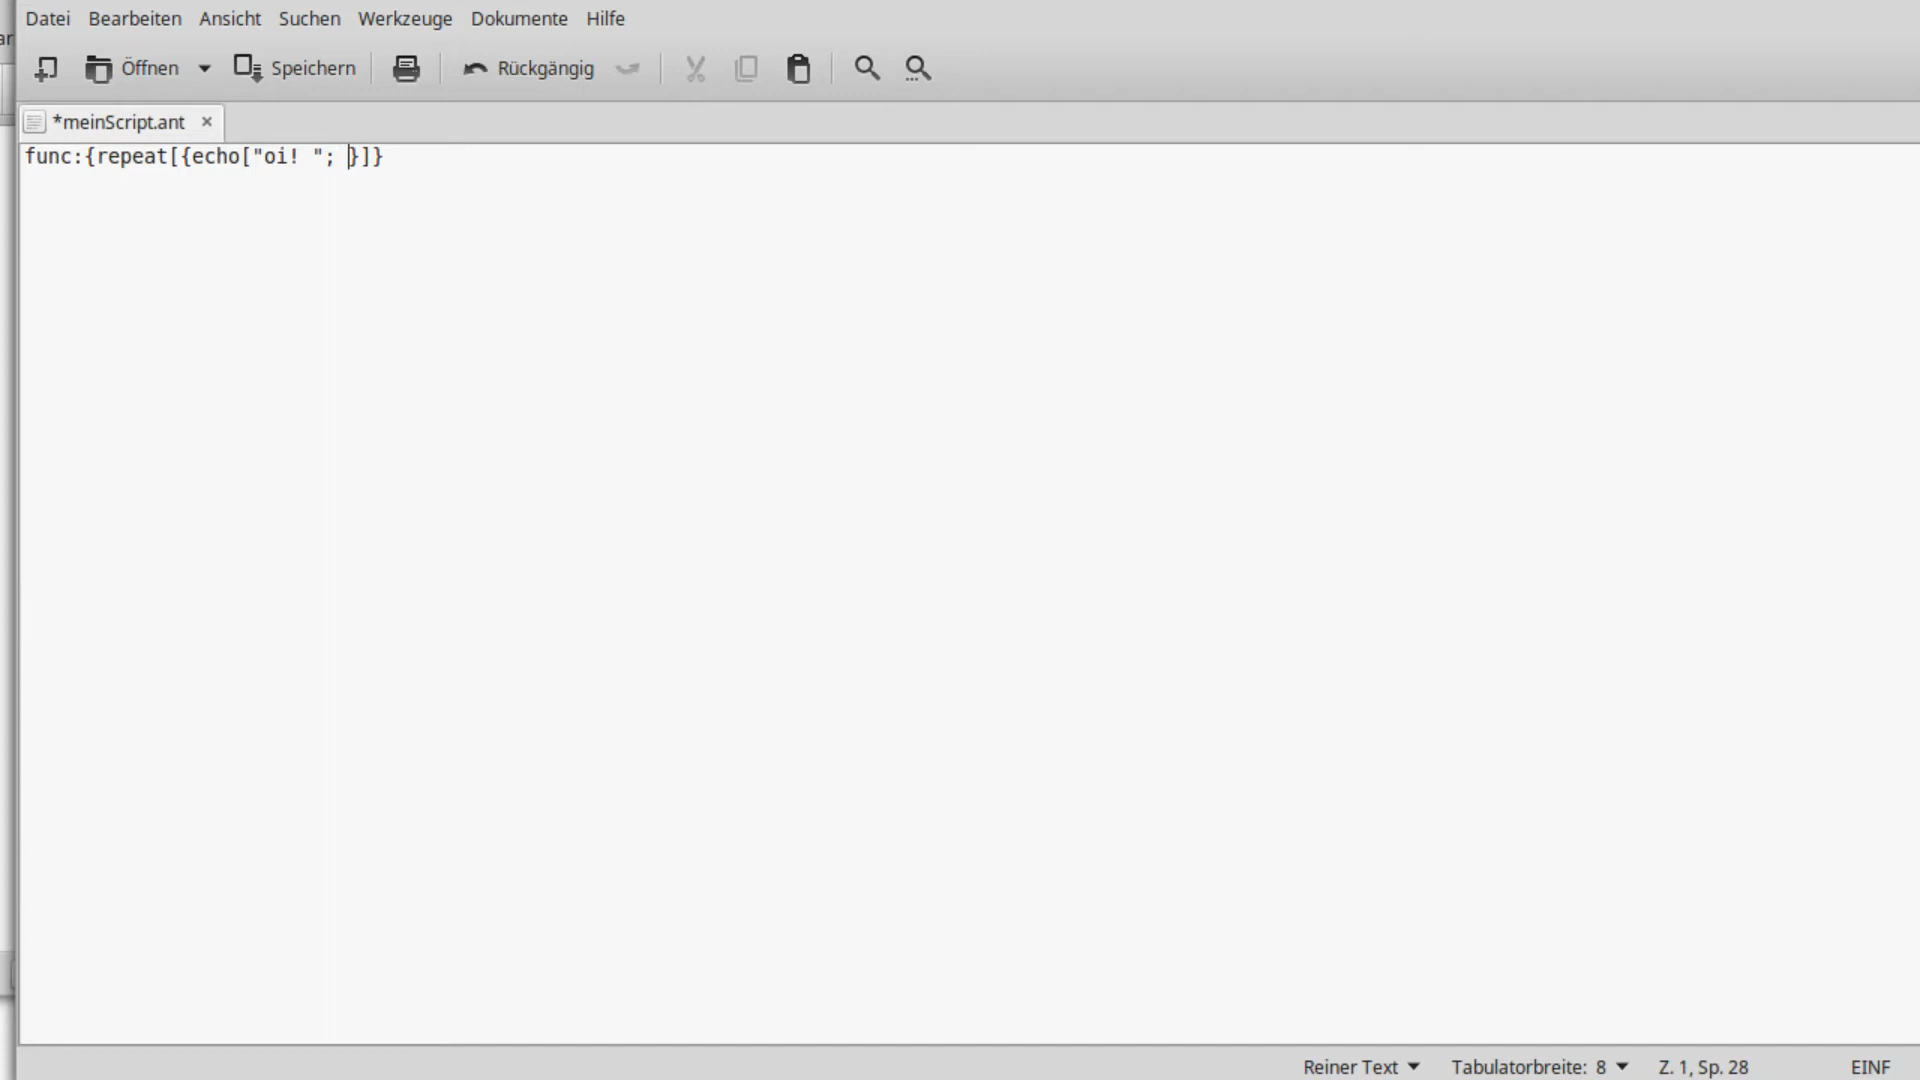 Datei Bearbeiten Ansicht Suchen Werkzeuge Dokumente Hilfe
ar
Öffnen Speichern Rückgängig
*meinScript.ant
func:{repeat[{echo["oi! "; }]}
Reiner Text Tabulatorbreite: 8 Z. 1, Sp. 28 EINF